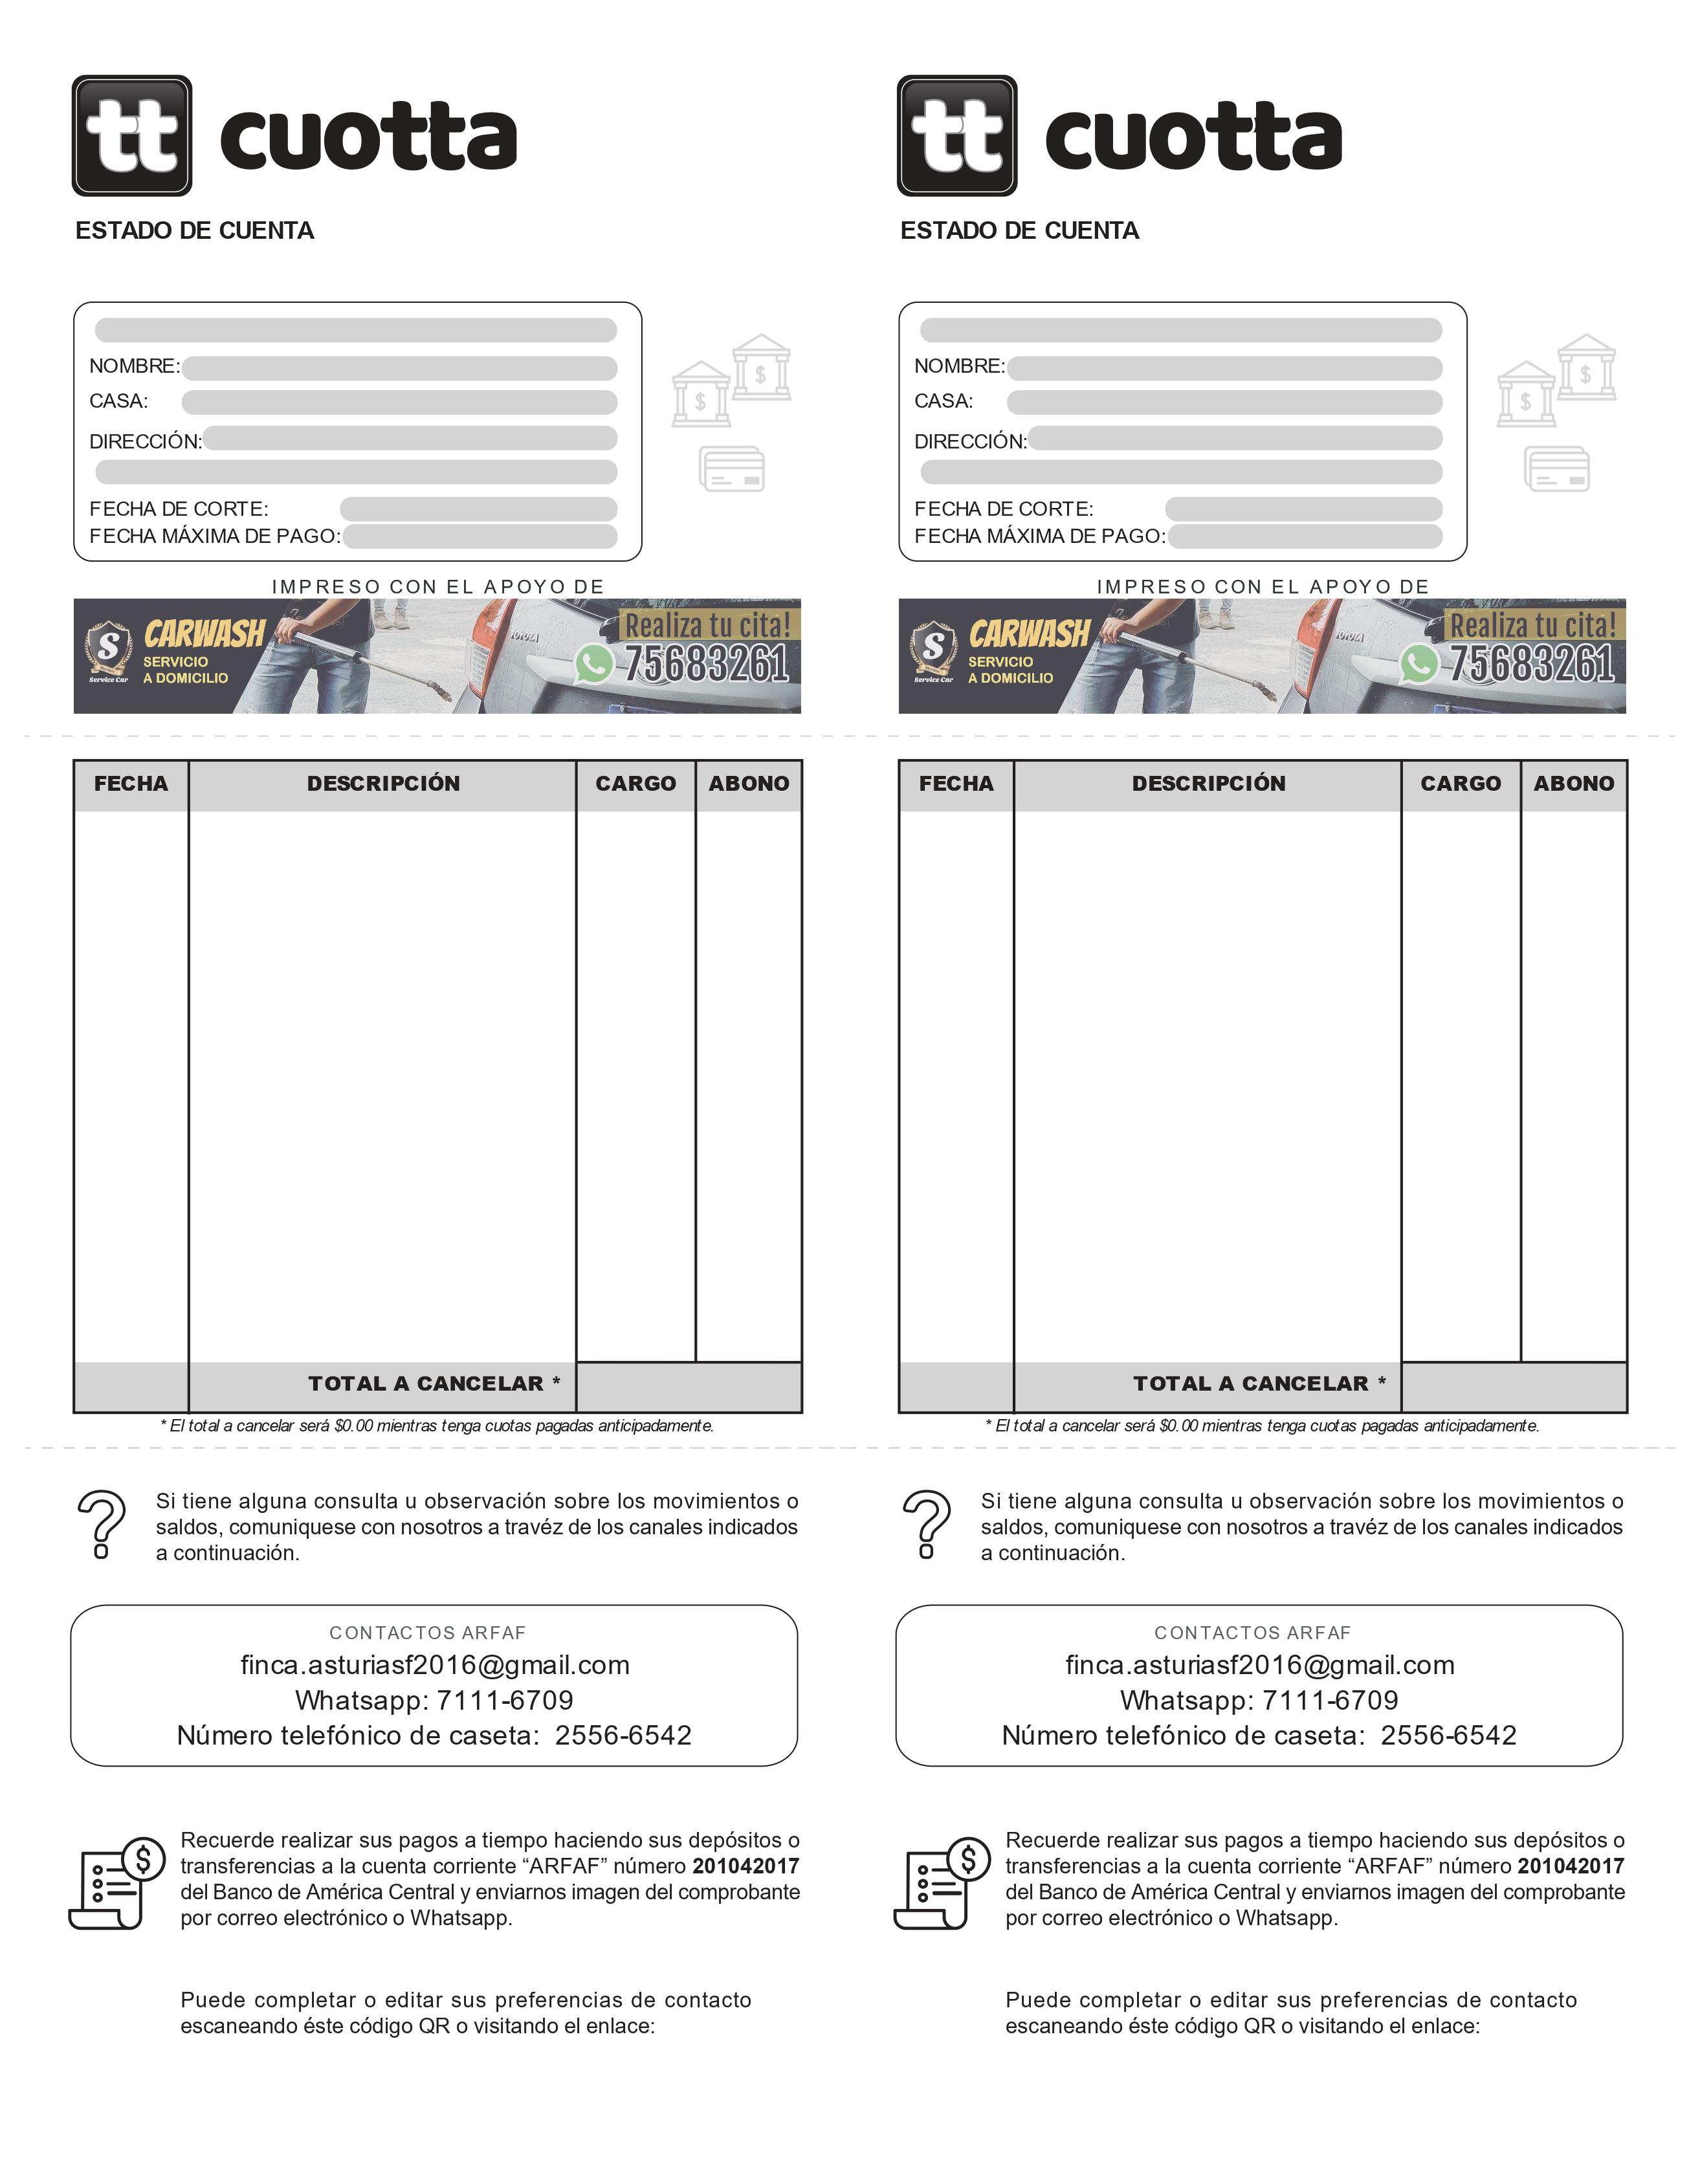 tt cuotta
ESTADO DE CUENTA
NOMBRE:
CASA:
DIRECCIÓN:
FECHA DE CORTE:
FECHA MÁXIMA DE PAGO:
$
$
IMPRESO CON EL APOYO DE
S
Service Car
CARWASH
SERVICIO
A DOMICILIO
Realiza tu cita!
75683261
FECHA DESCRIPCIÓN CARGO ABONO
TOTAL A CANCELAR *
* El total a cancelar será $0.00 mientras tenga cuotas pagadas anticipadamente.
Si tiene alguna consulta u observación sobre los movimientos o
saldos, comuniquese con nosotros a travéz de los canales indicados
a continuación.
CONTACTOS ARFAF
finca.asturiasf2016@gmail.com
Whatsapp: 7111-6709
Número telefónico de caseta: 2556-6542
$
Recuerde realizar sus pagos a tiempo haciendo sus depósitos o
transferencias a la cuenta corriente “ARFAF” número 201042017
del Banco de América Central y enviarnos imagen del comprobante
por correo electrónico o Whatsapp.
Puede completar o editar sus preferencias de contacto
escaneando éste código QR o visitando el enlace:
tt cuotta
ESTADO DE CUENTA
NOMBRE:
CASA:
DIRECCIÓN:
FECHA DE CORTE:
FECHA MÁXIMA DE PAGO:
$
$
IMPRESO CON EL APOYO DE
S
Service Car
CARWASH
SERVICIO
A DOMICILIO
Realiza tu cita!
75683261
FECHA DESCRIPCIÓN CARGO ABONO
TOTAL A CANCELAR *
* El total a cancelar será $0.00 mientras tenga cuotas pagadas anticipadamente.
Si tiene alguna consulta u observación sobre los movimientos o
saldos, comuniquese con nosotros a travéz de los canales indicados
a continuación.
CONTACTOS ARFAF
finca.asturiasf2016@gmail.com
Whatsapp: 7111-6709
Número telefónico de caseta: 2556-6542
$
Recuerde realizar sus pagos a tiempo haciendo sus depósitos o
transferencias a la cuenta corriente “ARFAF” número 201042017
del Banco de América Central y enviarnos imagen del comprobante
por correo electrónico o Whatsapp.
Puede completar o editar sus preferencias de contacto
escaneando éste código QR o visitando el enlace: